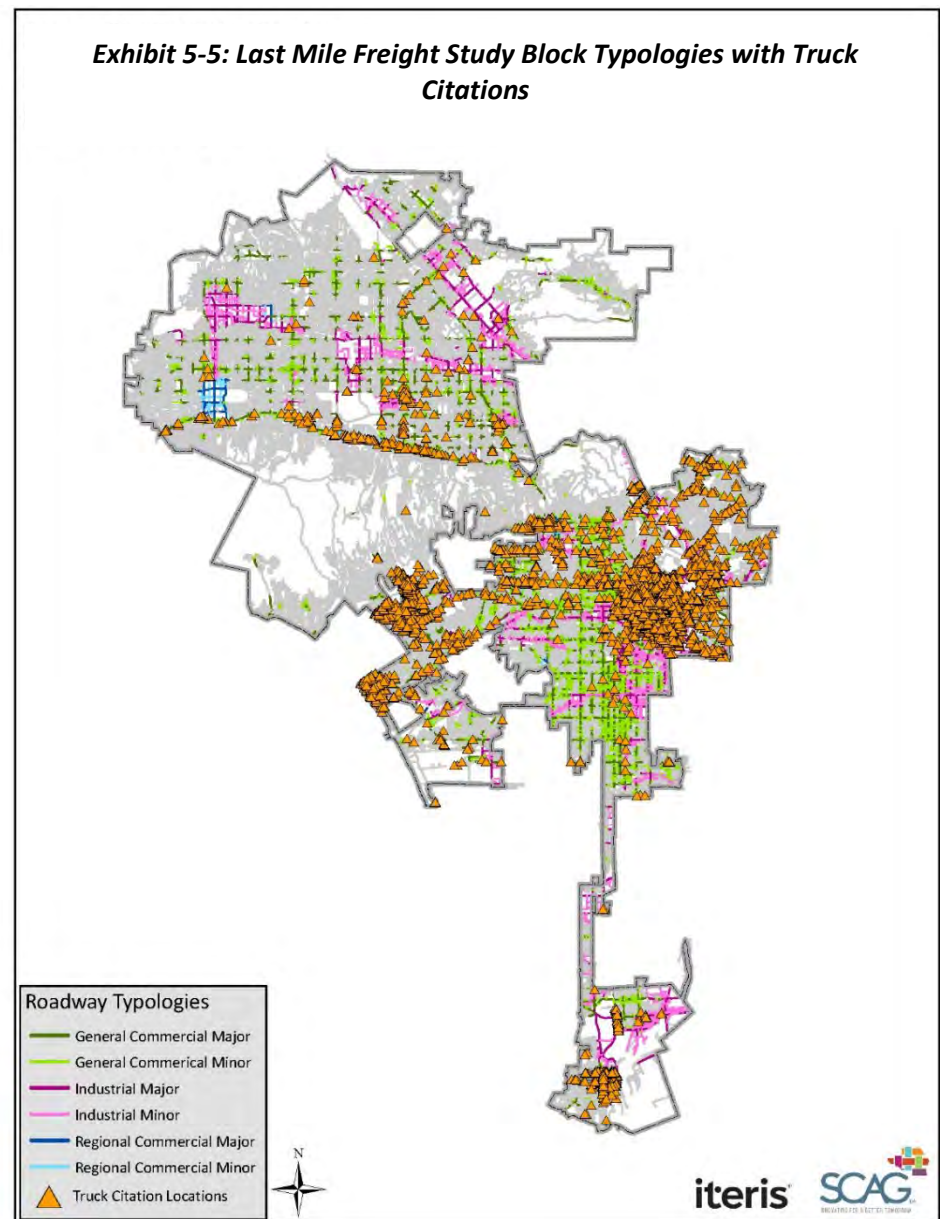 Exhibit 5-5: Last Mile Freight Study Block Typologies with Truck
Citations
Roadway Typologies
General Commercial Major
General Commerical Minor
Industrial Major
Industrial Minor
Regional Commercial Major
Regional Commercial Minor
Truck Citation Locations
N
iteris
SCAG